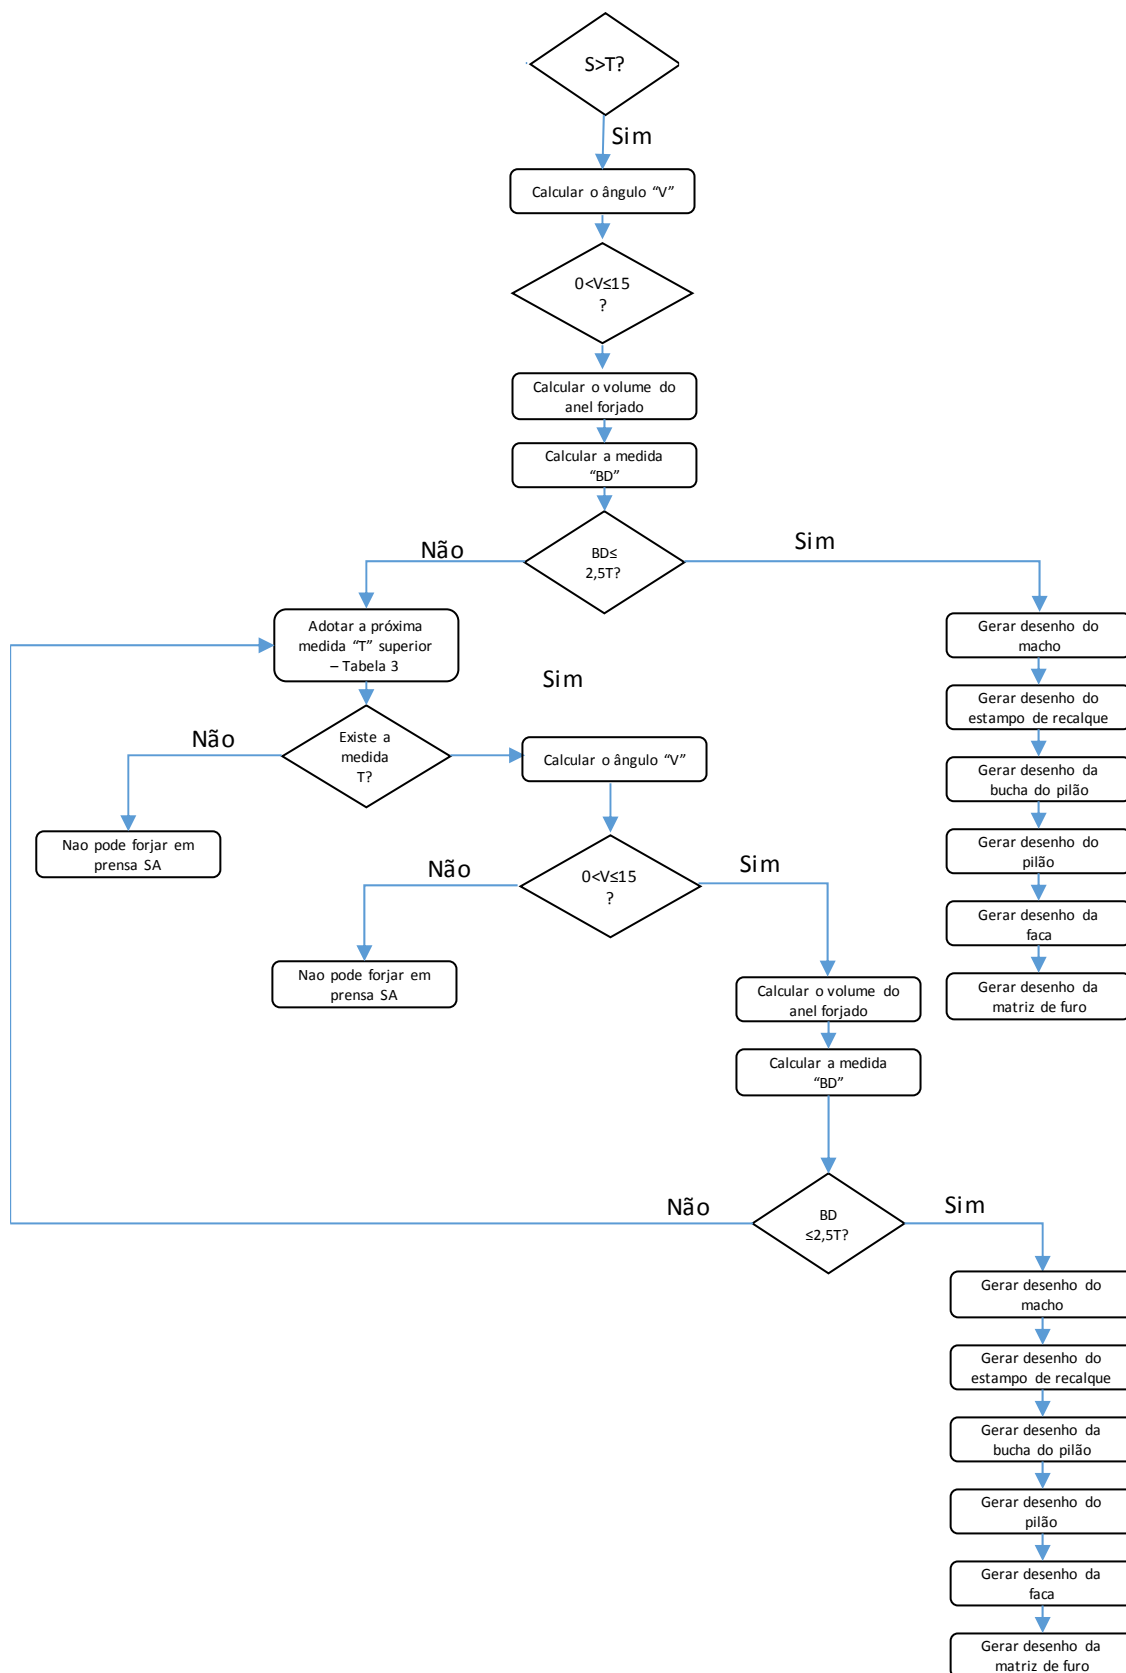 S>T?
Sim
Calcular o ângulo “V”
0<V≤15
?
Calcular o volume do
anel forjado
Calcular a medida
“BD”
Não
BD≤
2,5T?
Sim
Adotar a próxima
medida “T” superior
– Tabela 3
Sim
Não
Existe a
medida
T?
Calcular o ângulo “V”
Nao pode forjar em
prensa SA
Não
0<V≤15
?
Sim
Nao pode forjar em
prensa SA
Calcular o volume do
anel forjado
Calcular a medida
“BD”
Gerar desenho do
macho
Gerar desenho do
estampo de recalque
Gerar desenho da
bucha do pilão
Gerar desenho do
pilão
Gerar desenho da
faca
Gerar desenho da
matriz de furo
Não
BD
≤2,5T?
Sim
Gerar desenho do
macho
Gerar desenho do
estampo de recalque
Gerar desenho da
bucha do pilão
Gerar desenho do
pilão
Gerar desenho da
faca
Gerar desenho da
matriz de furo